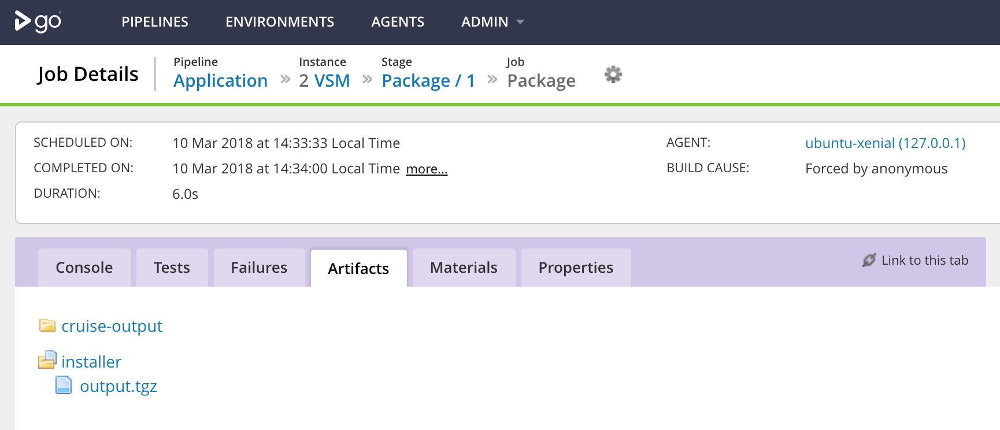 go PIPELINES ENVIRONMENTS AGENTS ADMIN
Job Details
Pipeline Instance Stage Job
Application » 2 VSM » Package / 1 » Package
SCHEDULED ON: 10 Mar 2018 at 14:33:33 Local Time
COMPLETED ON: 10 Mar 2018 at 14:34:00 Local Time more...
DURATION: 6.0s
AGENT: ubuntu-xenial (127.0.0.1)
BUILD CAUSE: Forced by anonymous
Console Tests Failures Artifacts Materials Properties Link to this tab
cruise-output
installer
output.tgz